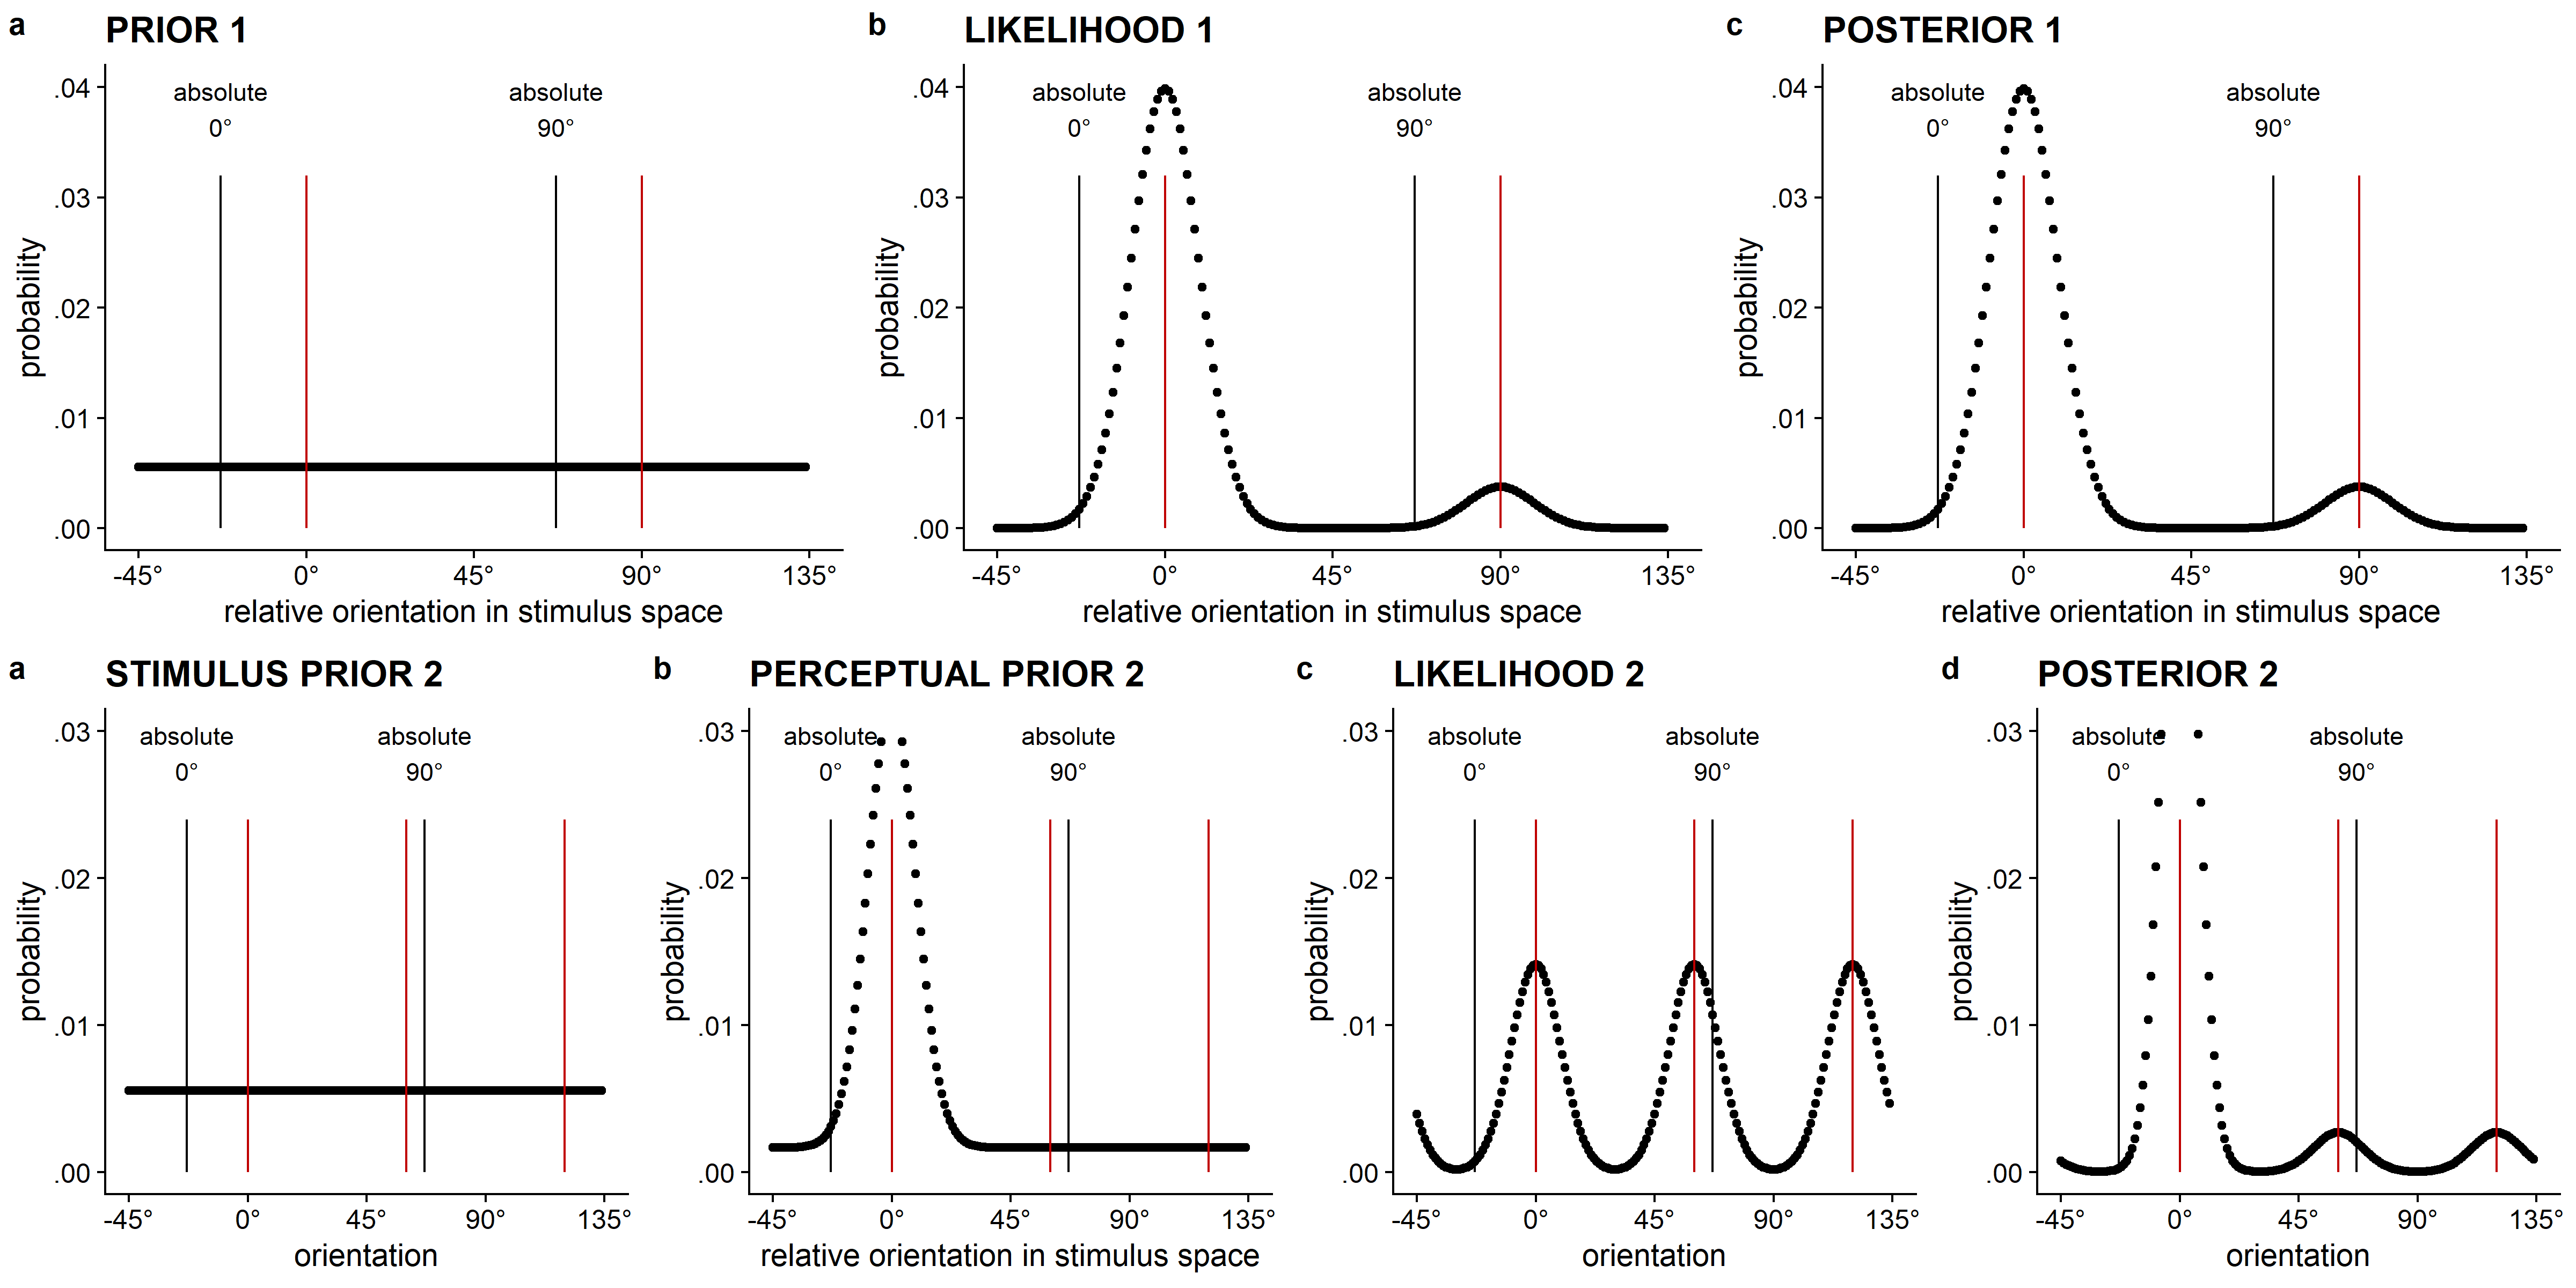 a PRIOR 1
.04
.03
.02
.01
.00
probability
absolute
0°
absolute
90°
-45° 0° 45° 90° 135°
relative orientation in stimulus space
b LIKELIHOOD 1
.04
.03
.02
.01
.00
probability
absolute
0°
absolute
90°
-45° 0° 45° 90° 135°
relative orientation in stimulus space
c POSTERIOR 1
.04
.03
.02
.01
.00
probability
absolute
0°
absolute
90°
-45° 0° 45° 90° 135°
relative orientation in stimulus space
a STIMULUS PRIOR 2
.03
.02
.01
.00
probability
absolute
0°
absolute
90°
-45° 0° 45° 90° 135°
orientation
b PERCEPTUAL PRIOR 2
.03
.02
.01
.00
probability
absolute
0°
absolute
90°
-45° 0° 45° 90° 135°
relative orientation in stimulus space
c LIKELIHOOD 2
.03
.02
.01
.00
probability
absolute
0°
absolute
90°
-45° 0° 45° 90° 135°
orientation
d POSTERIOR 2
.03
.02
.01
.00
probability
absolute
0°
absolute
90°
-45° 0° 45° 90° 135°
orientation